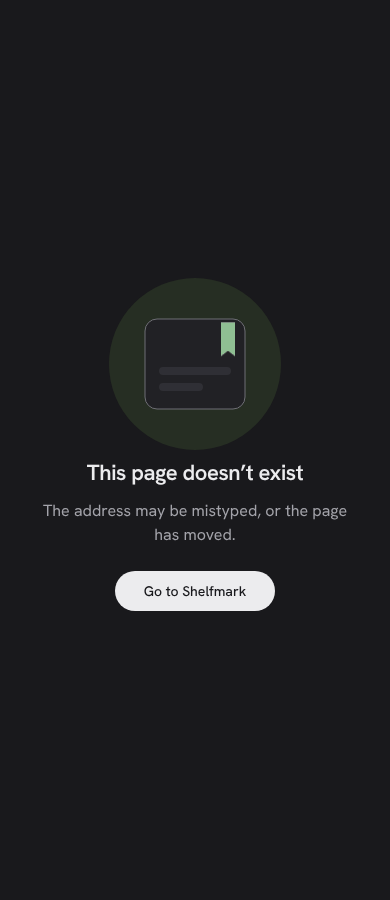 This page doesn’t exist
The address may be mistyped, or the page
has moved.
Go to Shelfmark